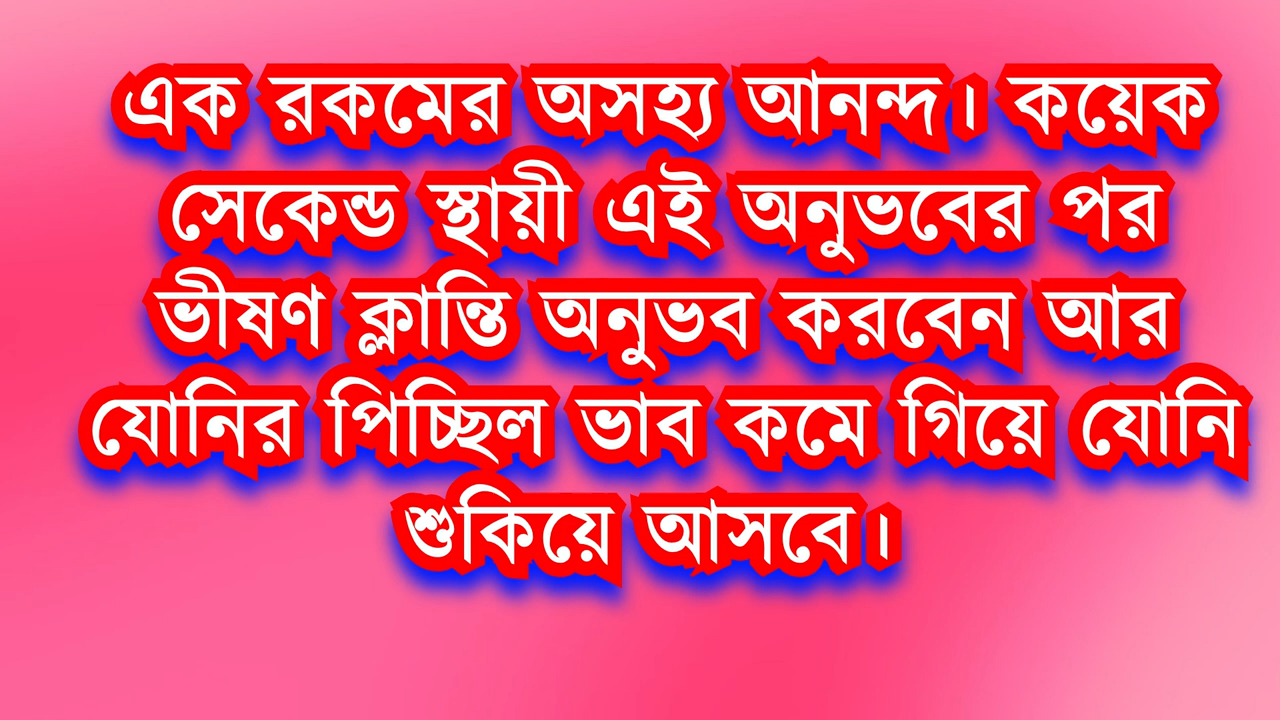 এক রকমের অসহ্য আনন্দ। কয়েক
সেকেন্ড স্থায়ী এই অনুভবের পর
ভীষণ ক্লান্তি অনুভব করবেন আর
যোনির পিচ্ছিল ভাব কমে গিয়ে যোনি
শুকিয়ে আসবে।